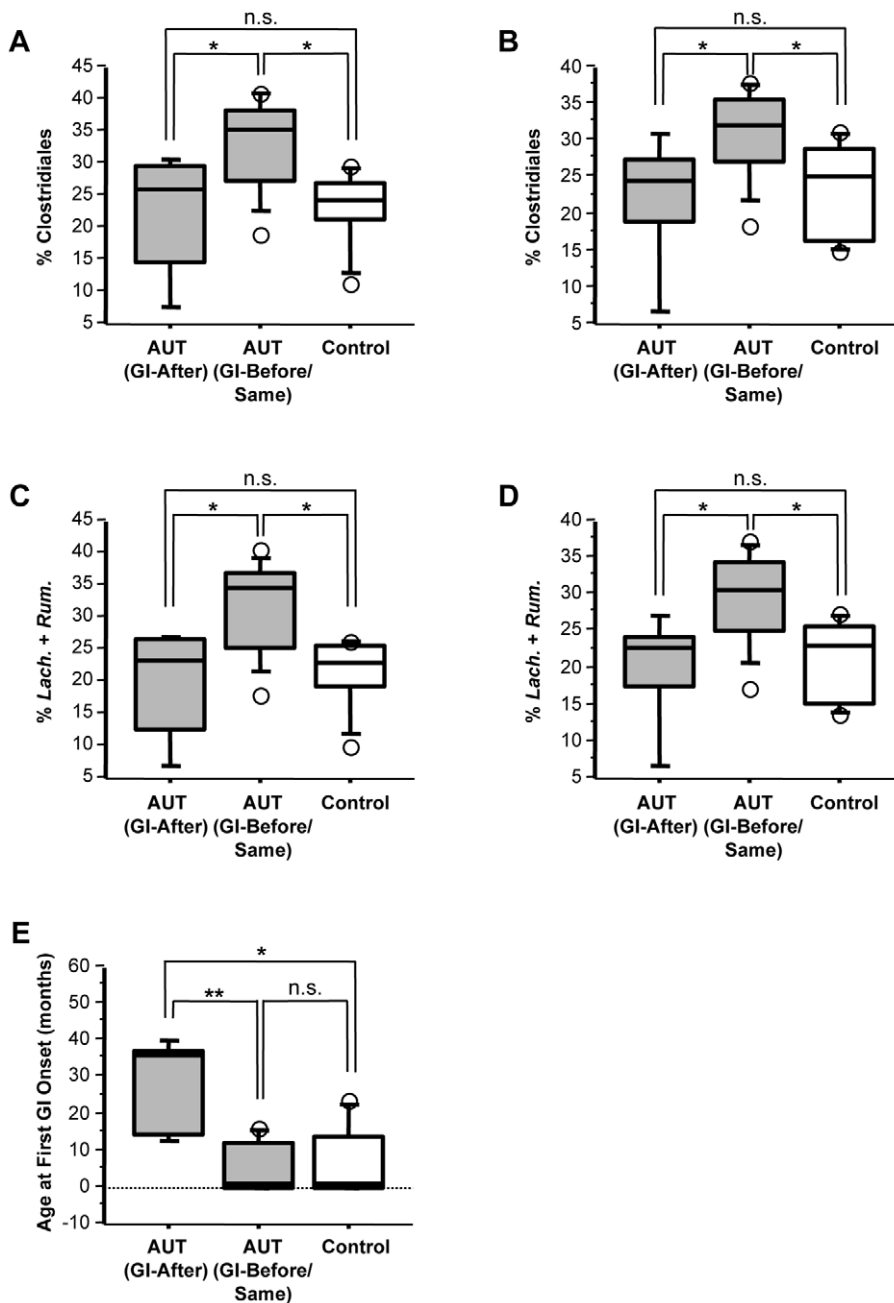 A
n.s.
* *
% Clostridiales
45
40
35
30
25
20
15
10
5
AUT AUT Control
(GI-After) (GI-Before/
Same)
B
n.s.
* *
% Clostridiales
40
35
30
25
20
15
10
5
AUT AUT Control
(GI-After) (GI-Before/
Same)
C
n.s.
* *
% Lach. + Rum.
45
40
35
30
25
20
15
10
5
AUT AUT Control
(GI-After) (GI-Before/
Same)
D
n.s.
* *
% Lach. + Rum.
40
35
30
25
20
15
10
5
AUT AUT Control
(GI-After) (GI-Before/
Same)
E
*
** n.s.
Age at First GI Onset (months)
60
50
40
30
20
10
0
-10
AUT AUT Control
(GI-After) (GI-Before/
Same)